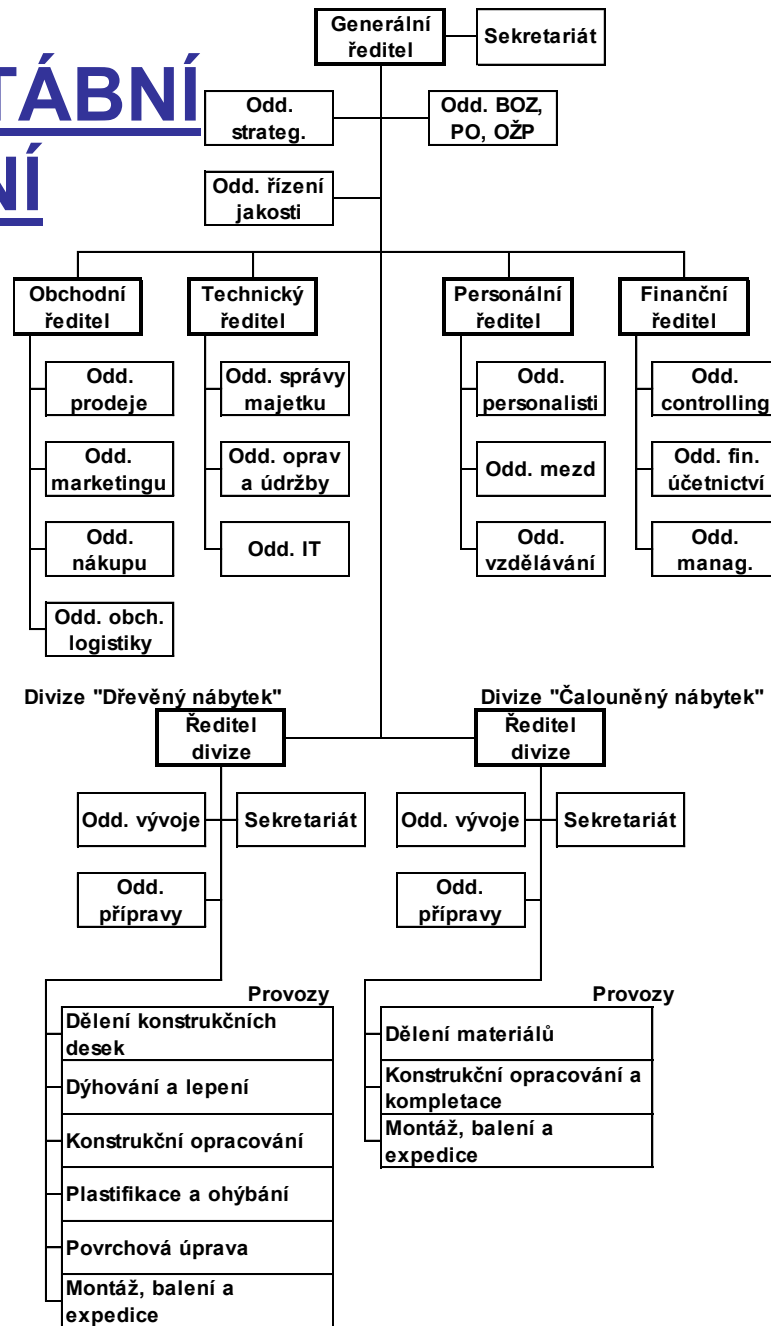 Generální
ředitel
Sekretariát
TÁBNÍ
NÍ
Odd.
strateg.
Odd. BOZ,
PO, OŽP
Odd. řízení
jakosti
Obchodní
ředitel
Technický
ředitel
Personální
ředitel
Finanční
ředitel
Odd.
prodeje
Odd. správy
majetku
Odd.
personalisti
Odd.
controlling
Odd.
marketingu
Odd. oprav
a údržby
Odd. mezd
Odd. fin.
účetnictví
Odd.
nákupu
Odd. IT
Odd.
vzdělávání
Odd.
manag.
Odd. obch.
logistiky
Divize "Dřevěný nábytek"
Ředitel
divize
Divize "Čalouněný nábytek"
Ředitel
divize
Odd. vývoje
Sekretariát
Odd. vývoje
Sekretariát
Odd.
přípravy
Odd.
přípravy
Provozy
Dělení konstrukčních
desek
Dýhování a lepení
Konstrukční opracování
Plastifikace a ohýbání
Povrchová úprava
Montáž, balení a
expedice
Provozy
Dělení materiálů
Konstrukční opracování a
kompletace
Montáž, balení a
expedice